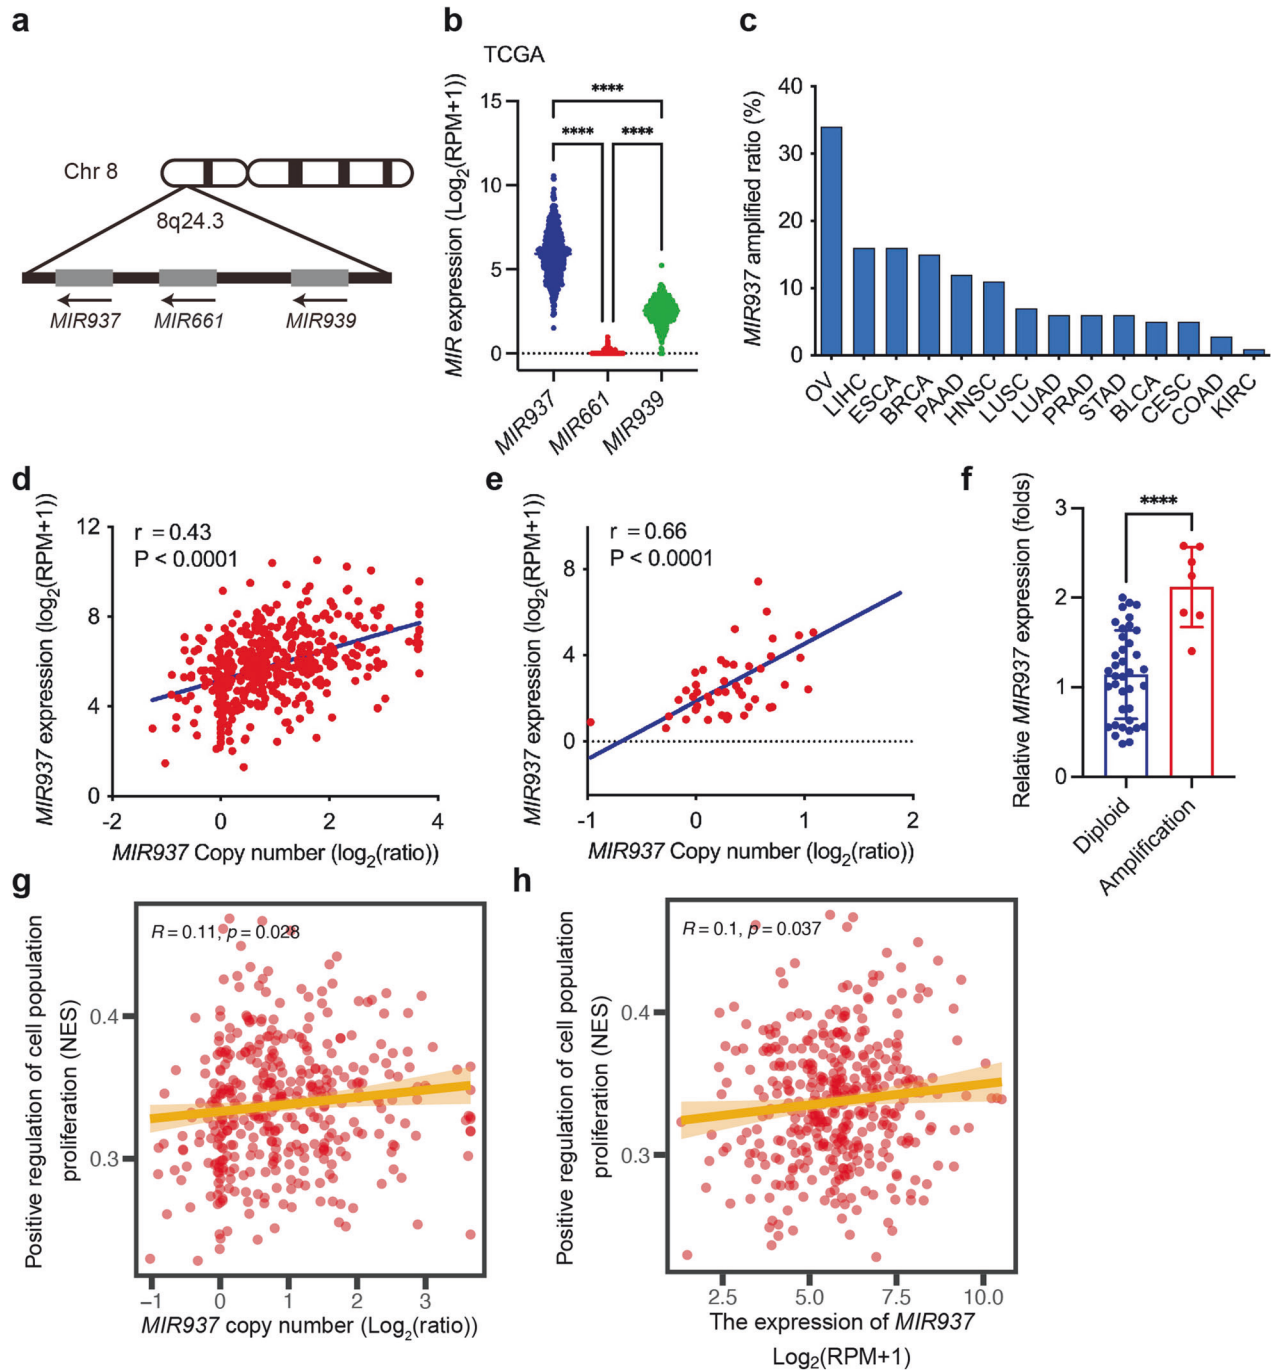 a
Chr 8
8q24.3
MIR937
MIR661
MIR939
b
TCGA
MIR expression (Log2(RPM+1))
15
10
5
0
****
****
****
MIR937
MIR661
MIR939
c
MIR937 amplified ratio (%)
40
30
20
10
0
OV
LIHC
ESCA
BRCA
PAAD
HNSC
LUSC
LUAD
PRAD
STAD
BLCA
CESC
COAD
KIRC
d
MIR937 expression (log2(RPM+1))
r = 0.43
P < 0.0001
12
8
4
0
-2
0
2
4
MIR937 Copy number (log2(ratio))
e
MIR937 expression (log2(RPM+1))
r = 0.66
P < 0.0001
8
4
0
-1
0
1
2
MIR937 Copy number (log2(ratio))
f
Relative MIR937 expression (folds)
3
2
1
0
****
Diploid
Amplification
g
Positive regulation of cell population
proliferation (NES)
R = 0.11, p = 0.028
0.4
0.3
−1
0
1
2
3
MIR937 copy number (Log2(ratio))
h
Positive regulation of cell population
proliferation (NES)
R = 0.1, p = 0.037
0.4
0.3
2.5
5.0
7.5
10.0
The expression of MIR937
Log2(RPM+1)